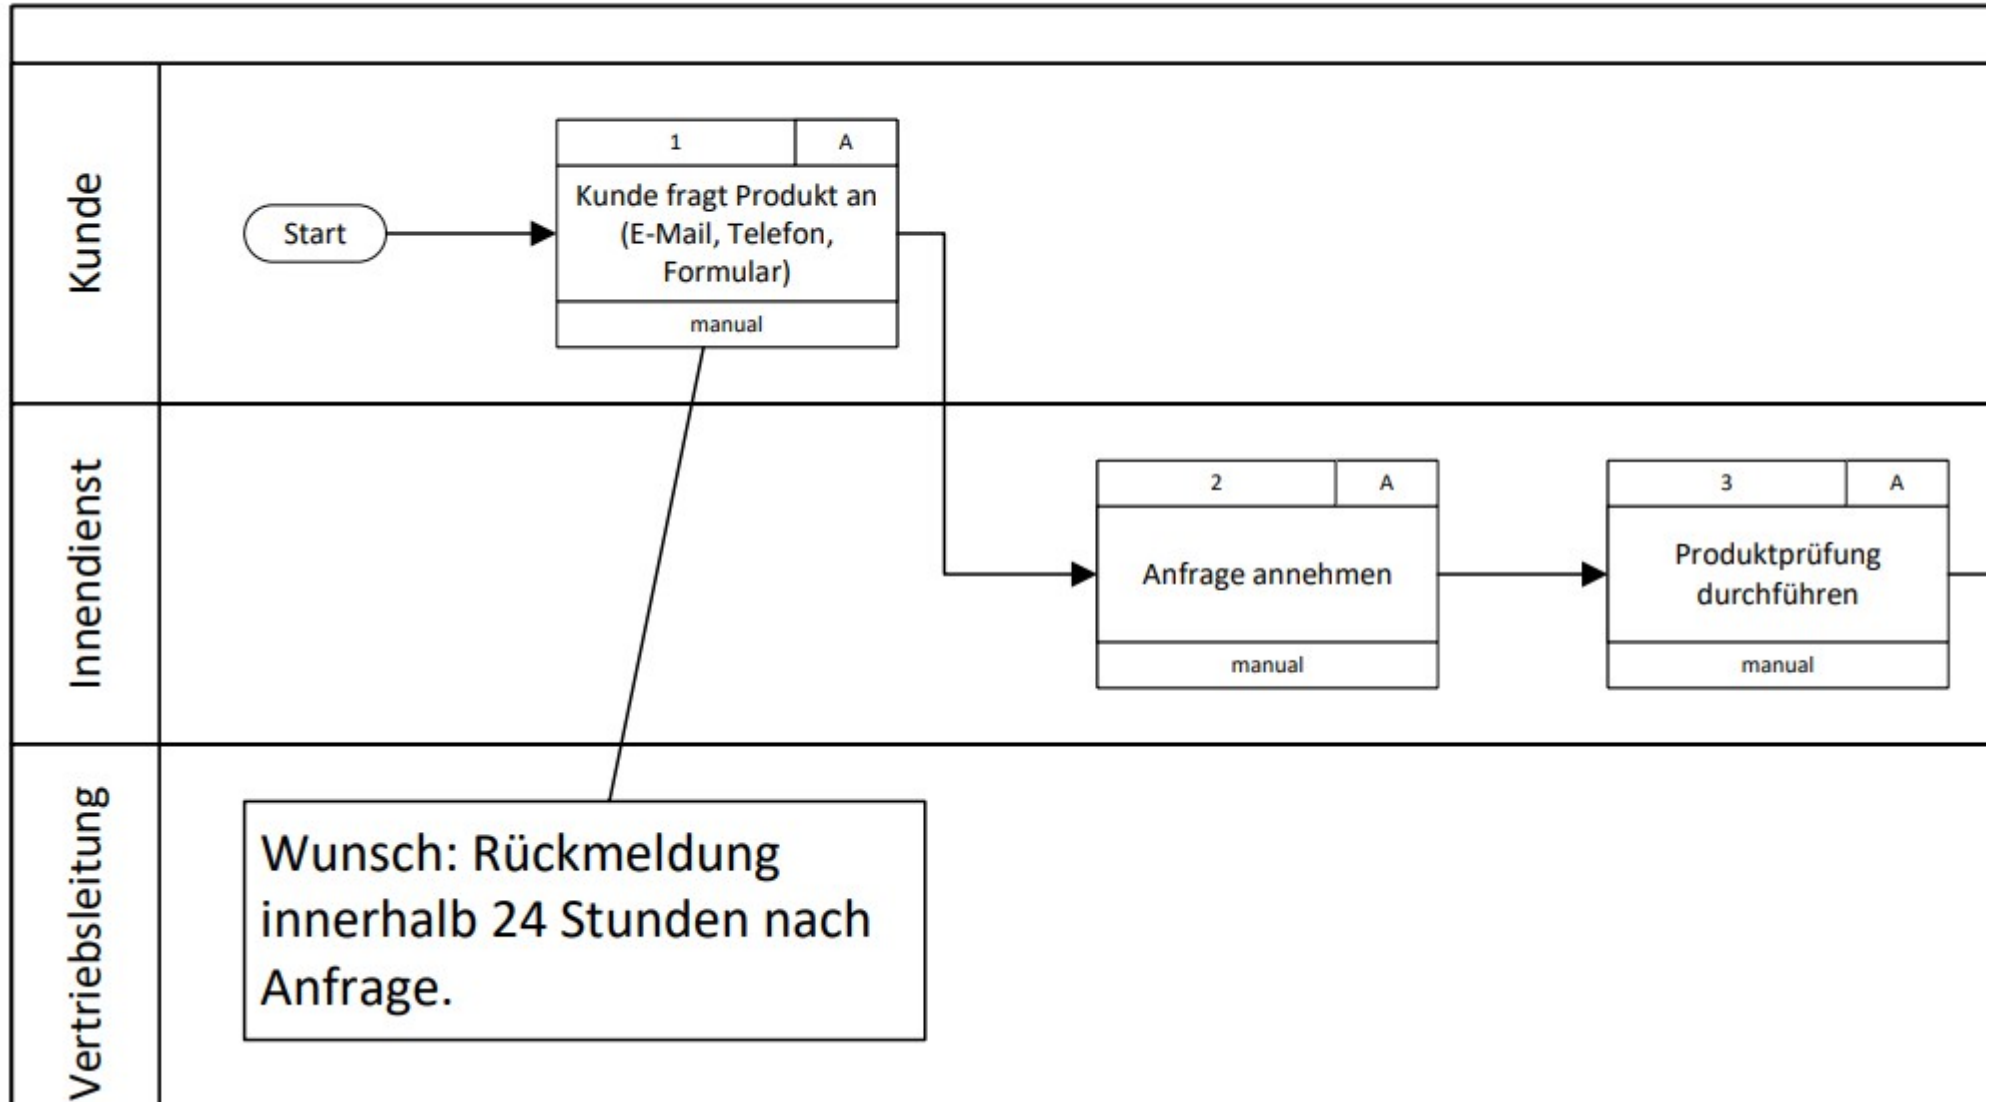 Kunde
Start
1
A
Kunde fragt Produkt an
(E-Mail, Telefon,
Formular)
manual
Innendienst
2
A
Anfrage annehmen
manual
3
A
Produktprüfung
durchführen
manual
Vertriebsleitung
Wunsch: Rückmeldung
innerhalb 24 Stunden nach
Anfrage.